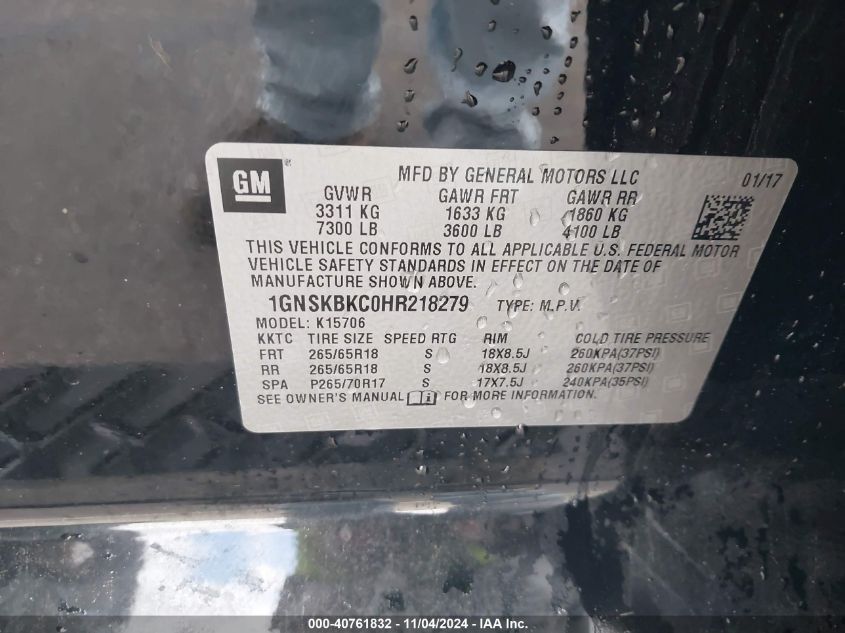 GM ®
MFD BY GENERAL MOTORS LLC 01/17
GVWR GAWR FRT GAWR RR
3311 KG 1633 KG 1860 KG
7300 LB 3600 LB 4100 LB
THIS VEHICLE CONFORMS TO ALL APPLICABLE U.S. FEDERAL MOTOR
VEHICLE SAFETY STANDARDS IN EFFECT ON THE DATE OF
MANUFACTURE SHOWN ABOVE.
1GNSKBKC0HR218279 TYPE: M.P.V.
MODEL: K15706
KKTC TIRE SIZE SPEED RTG RIM COLD TIRE PRESSURE
FRT 265/65R18 S 18X8.5J 260KPA(37PSI)
RR 265/65R18 S 18X8.5J 260KPA(37PSI)
SPA P265/70R17 S 17X7.5J 240KPA(35PSI)
SEE OWNER'S MANUAL FOR MORE INFORMATION.
000-40761832 - 11/04/2024 - IAA Inc.